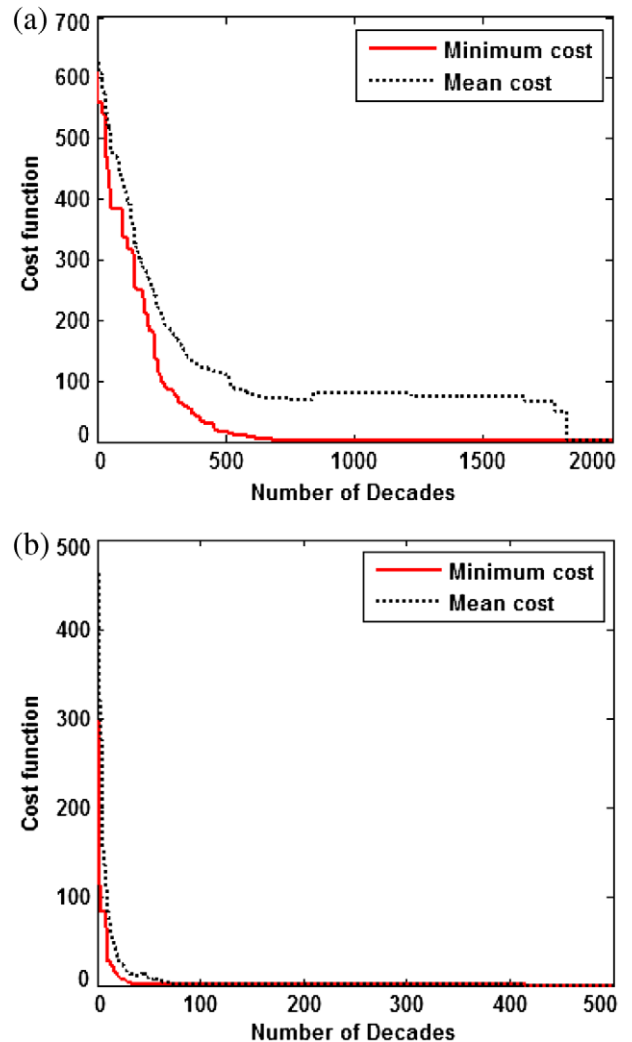 (a)
700
600
500
400
300
200
100
0
Cost function
Minimum cost
Mean cost
0 500 1000 1500 2000
Number of Decades
(b)
500
400
300
200
100
0
Cost function
Minimum cost
Mean cost
0 100 200 300 400 500
Number of Decades